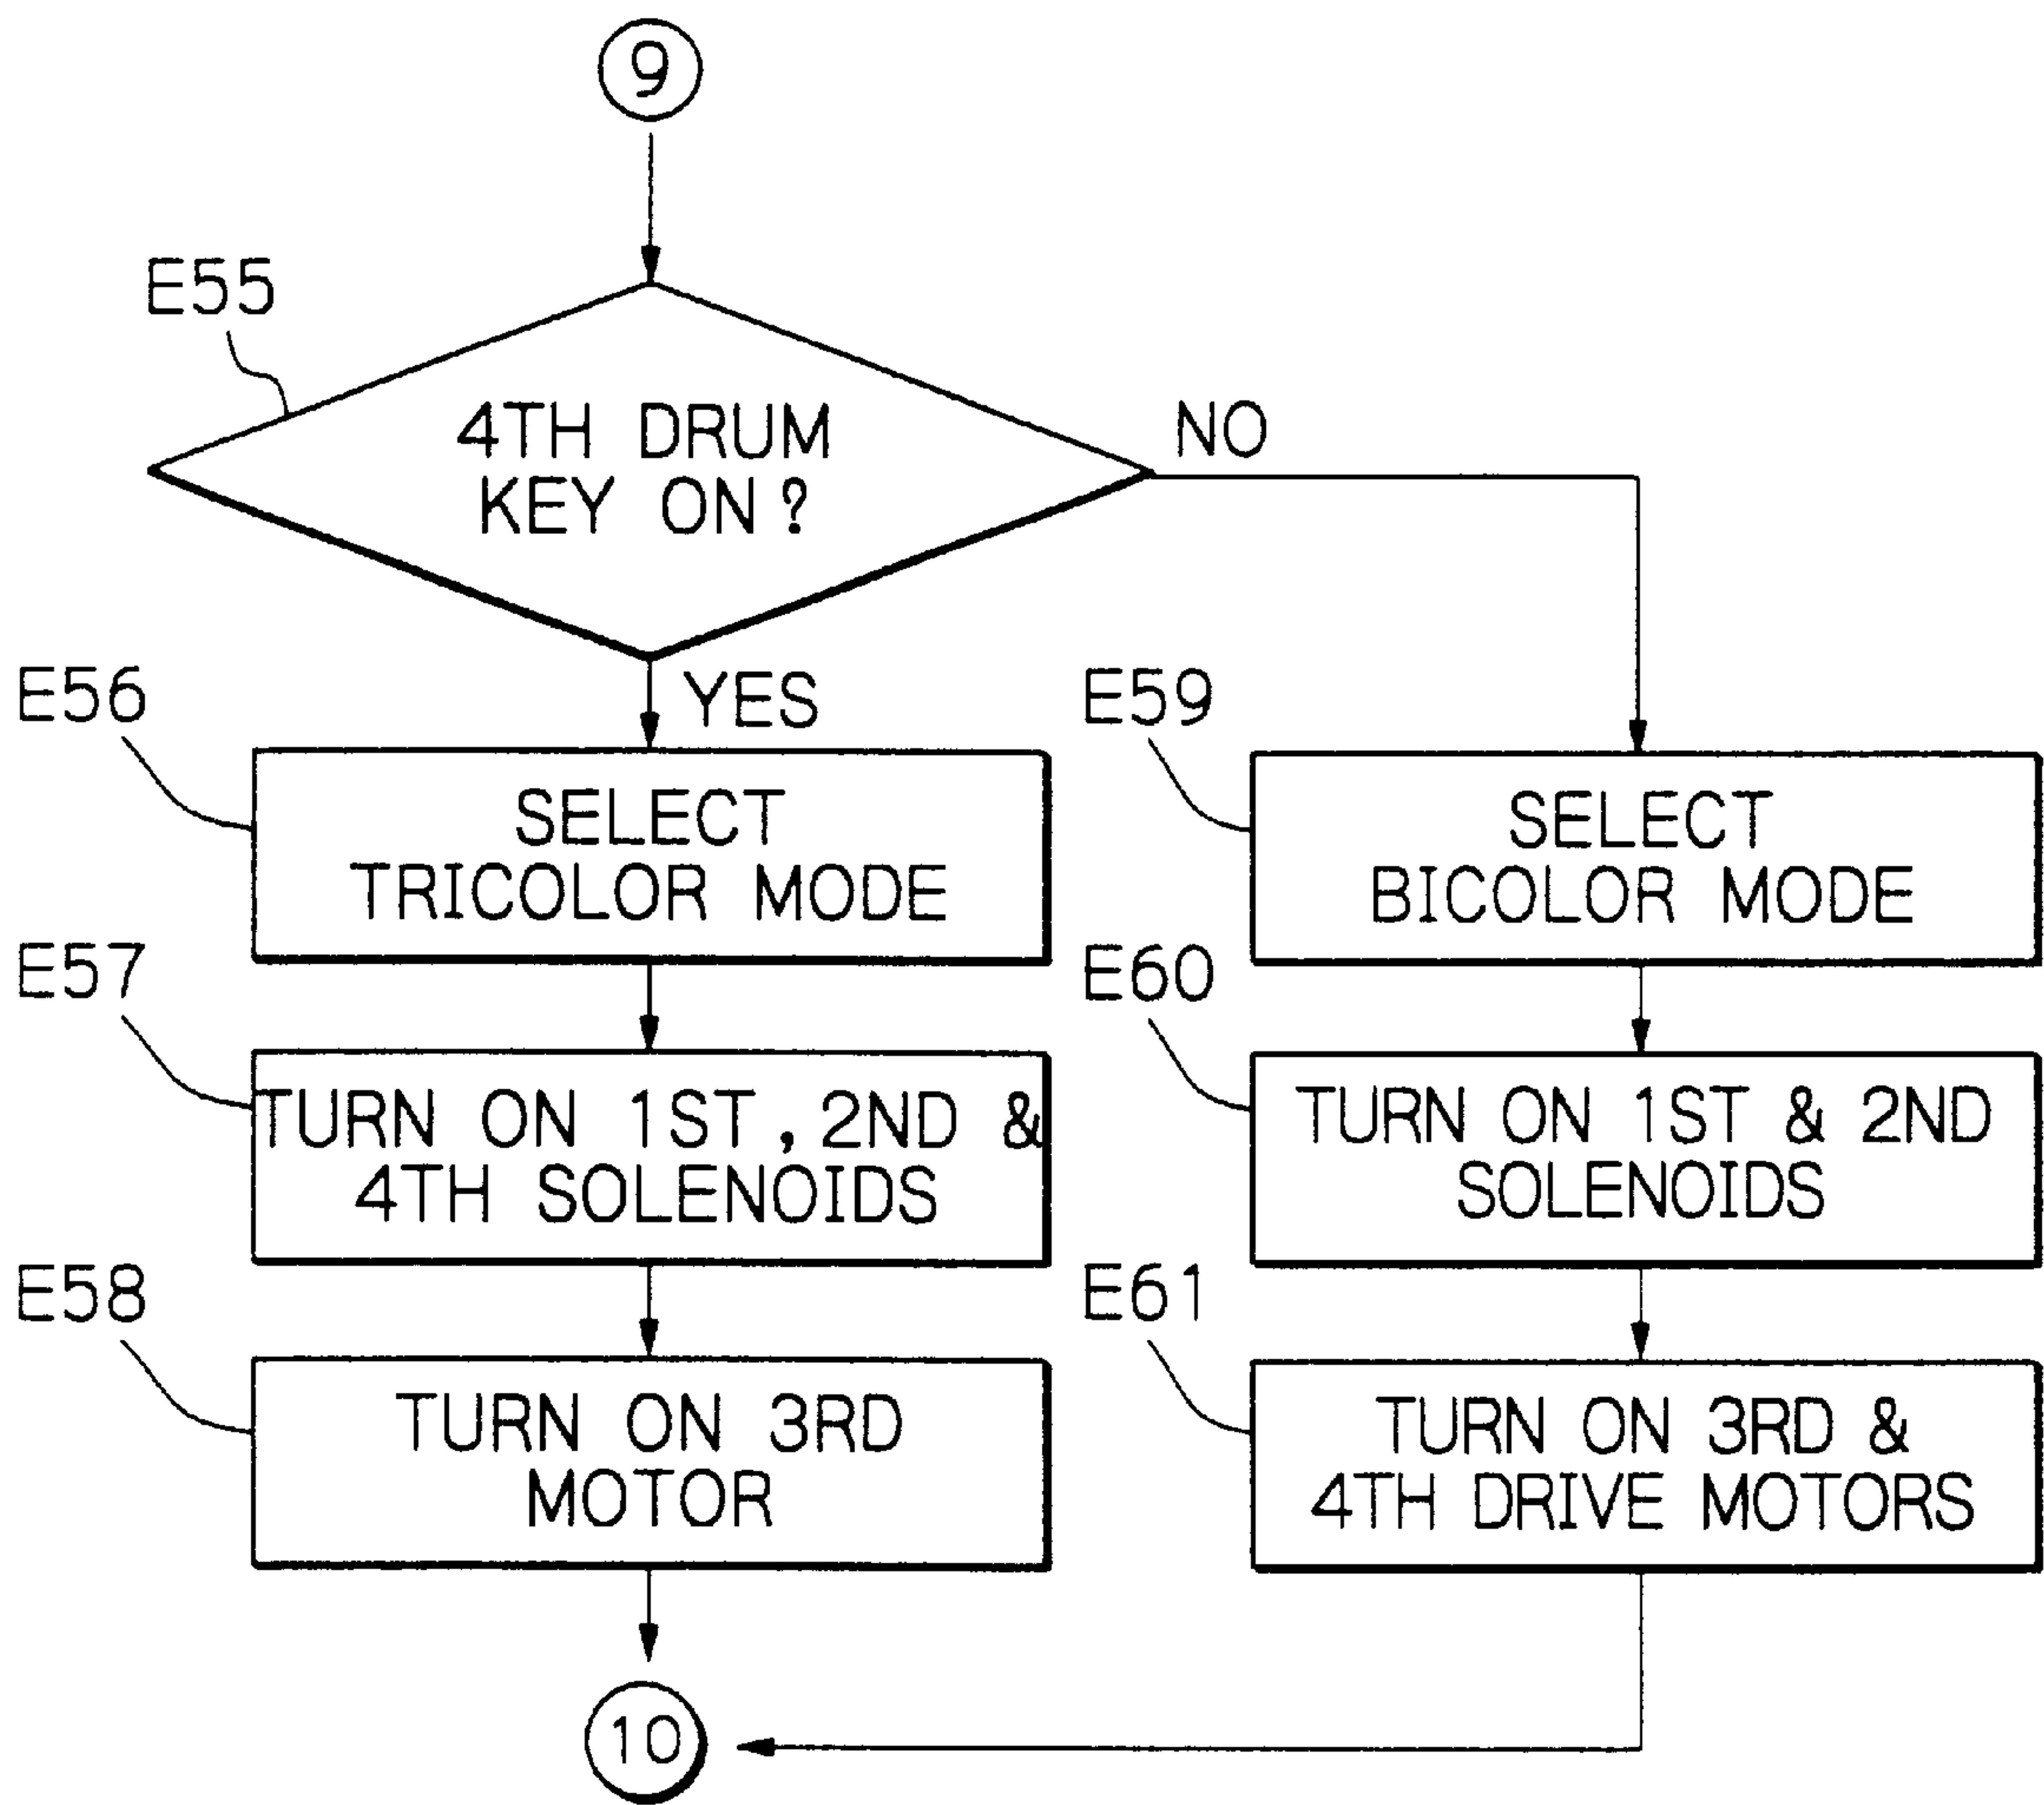 9
E55
4TH DRUM
KEY ON?
NO
YES
E56
SELECT
TRICOLOR MODE
E57
TURN ON 1ST, 2ND &
4TH SOLENOIDS
E58
TURN ON 3RD
MOTOR
E59
SELECT
BICOLOR MODE
E60
TURN ON 1ST & 2ND
SOLENOIDS
E61
TURN ON 3RD &
4TH DRIVE MOTORS
10